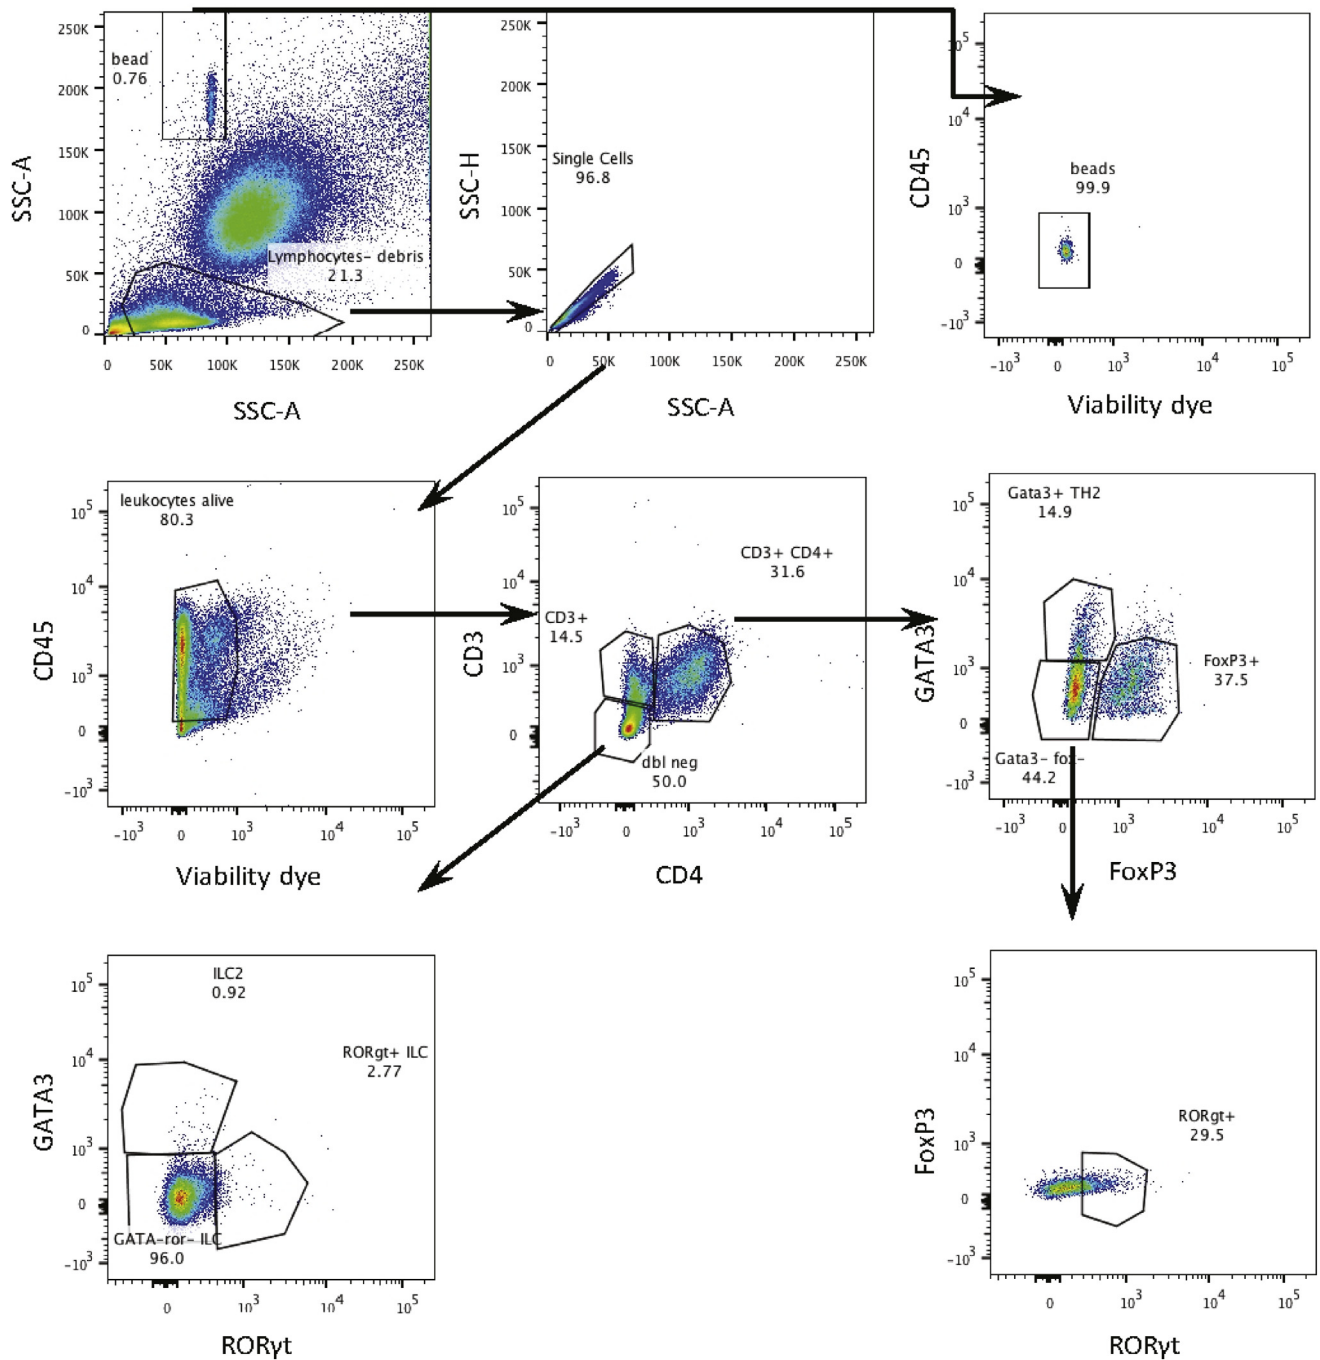 250K
200K
150K
100K
50K
0
SSC-A
bead
0.76
Lymphocytes- debris
21.3
0 50K 100K 150K 200K 250K
SSC-A
250K
200K
150K
100K
50K
0
SSC-H
Single Cells
96.8
0 50K 100K 150K 200K 250K
SSC-A
10^5
10^4
10^3
0
-10^3
CD45
beads
99.9
-10^3 0 10^3 10^4 10^5
Viability dye
10^5
10^4
10^3
0
-10^3
CD45
leukocytes alive
80.3
-10^3 0 10^3 10^4 10^5
Viability dye
10^5
10^4
10^3
0
CD3
CD3+ CD4+
31.6
CD3+
14.5
dbl neg
50.0
-10^3 0 10^3 10^4 10^5
CD4
10^5
10^4
10^3
0
-10^3
GATA3
Gata3+ TH2
14.9
FoxP3+
37.5
Gata3- fox-
44.2
-10^3 10^3 10^4 10^5
FoxP3
10^5
10^4
10^3
0
-10^3
GATA3
ILC2
0.92
RORgt+ ILC
2.77
GATA-ror- ILC
96.0
0 10^3 10^4 10^5
RORγt
10^5
10^4
10^3
0
-10^3
FoxP3
RORgt+
29.5
0 10^3 10^4 10^5
RORγt